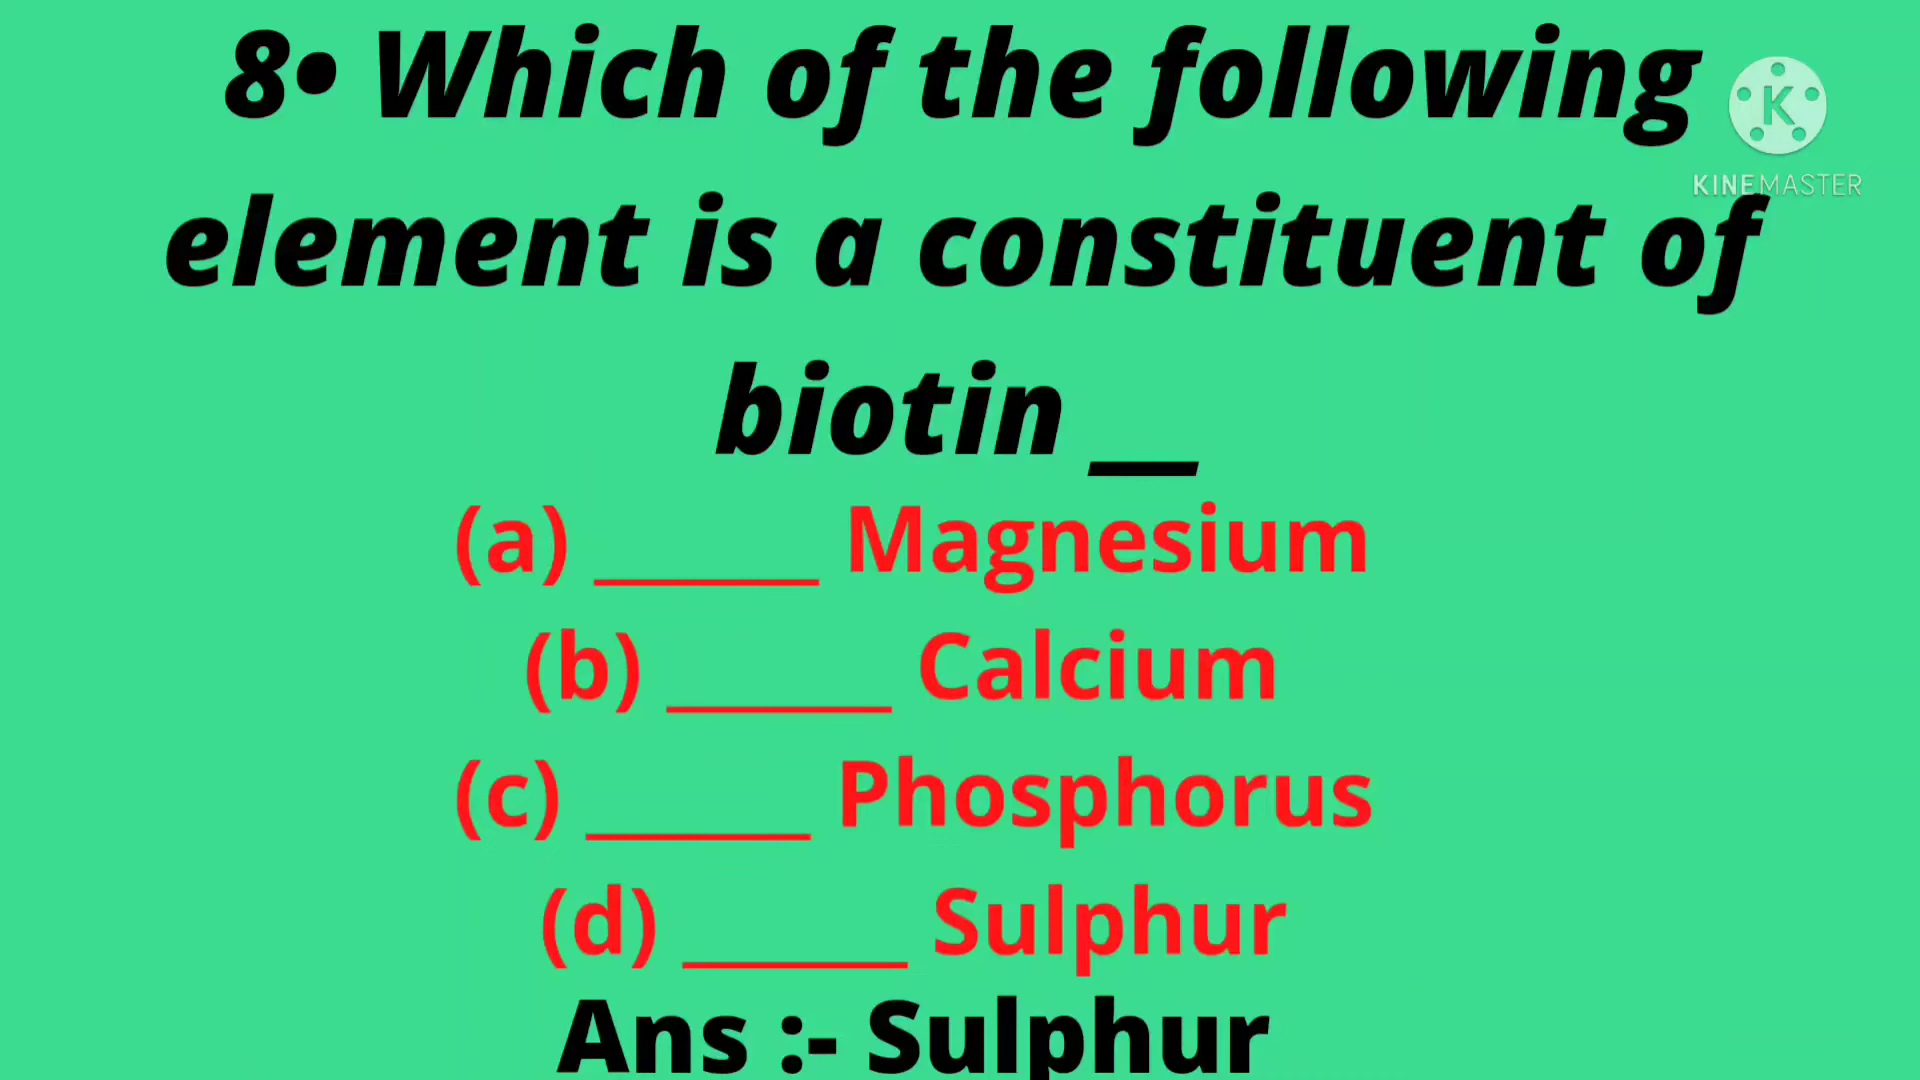 8• Which of the following
element is a constituent of
biotin __
(a) ______ Magnesium
(b) ______ Calcium
(c) ______ Phosphorus
(d) ______ Sulphur
Ans :- Sulphur
K
KINEMASTER